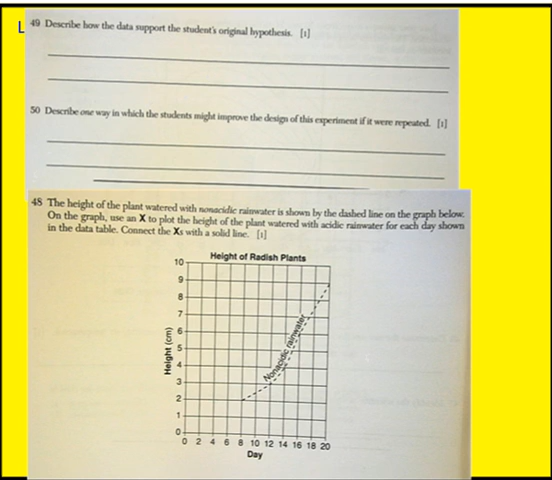 L
49 Describe how the data support the student's original hypothesis. [1]
50 Describe one way in which the students might improve the design of this experiment if it were repeated. [1]
48 The height of the plant watered with nonacidic rainwater is shown by the dashed line on the graph below.
On the graph, use an X to plot the height of the plant watered with acidic rainwater for each day shown
in the data table. Connect the Xs with a solid line. [1]
Height of Radish Plants
10
9
8
7
6
5
4
3
2
1
0
Height (cm)
Nonacidic rainwater
0 2 4 6 8 10 12 14 16 18 20
Day